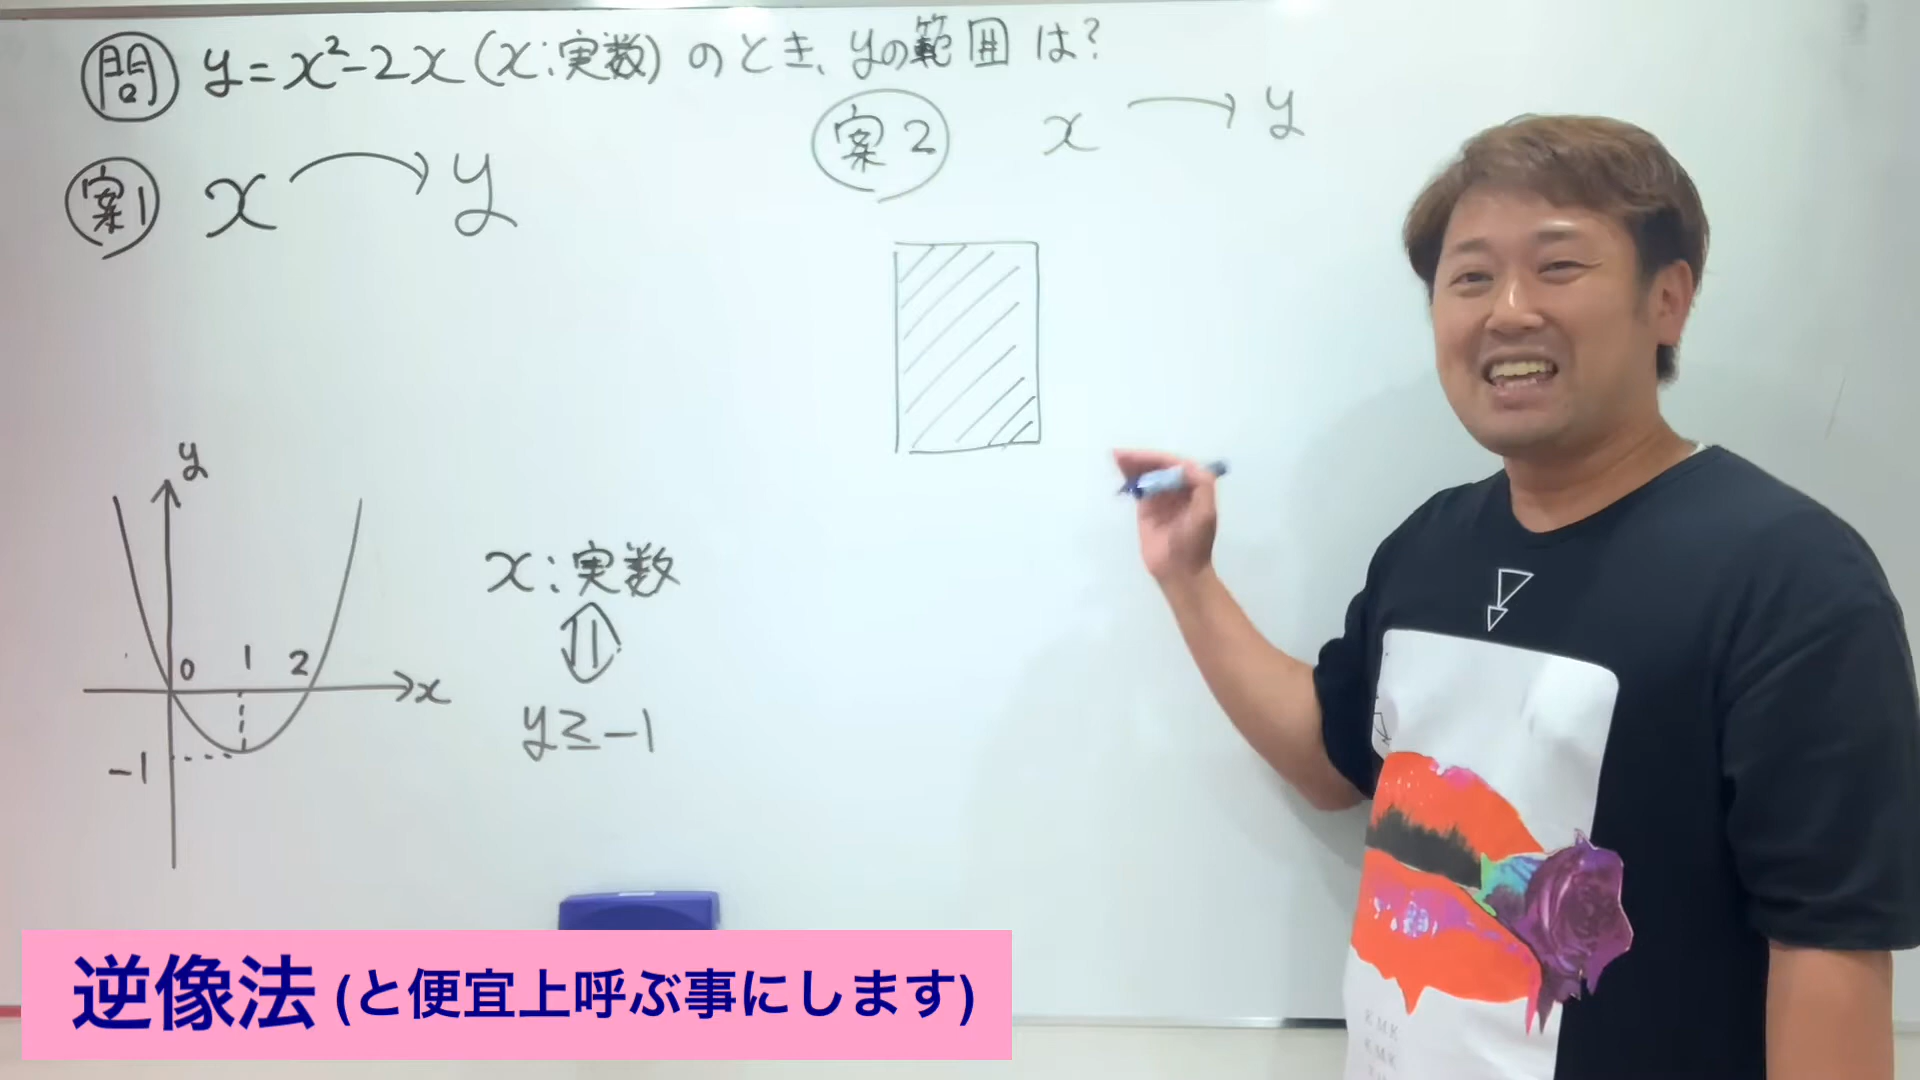 問 y=x²-2x (x:実数) のとき、yの範囲は?
案1 x → y
案2 x → y
y
0 1 2
x
-1
x:実数
⇕
y≧-1
逆像法 (と便宜上呼ぶ事にします)
KMK
KMK